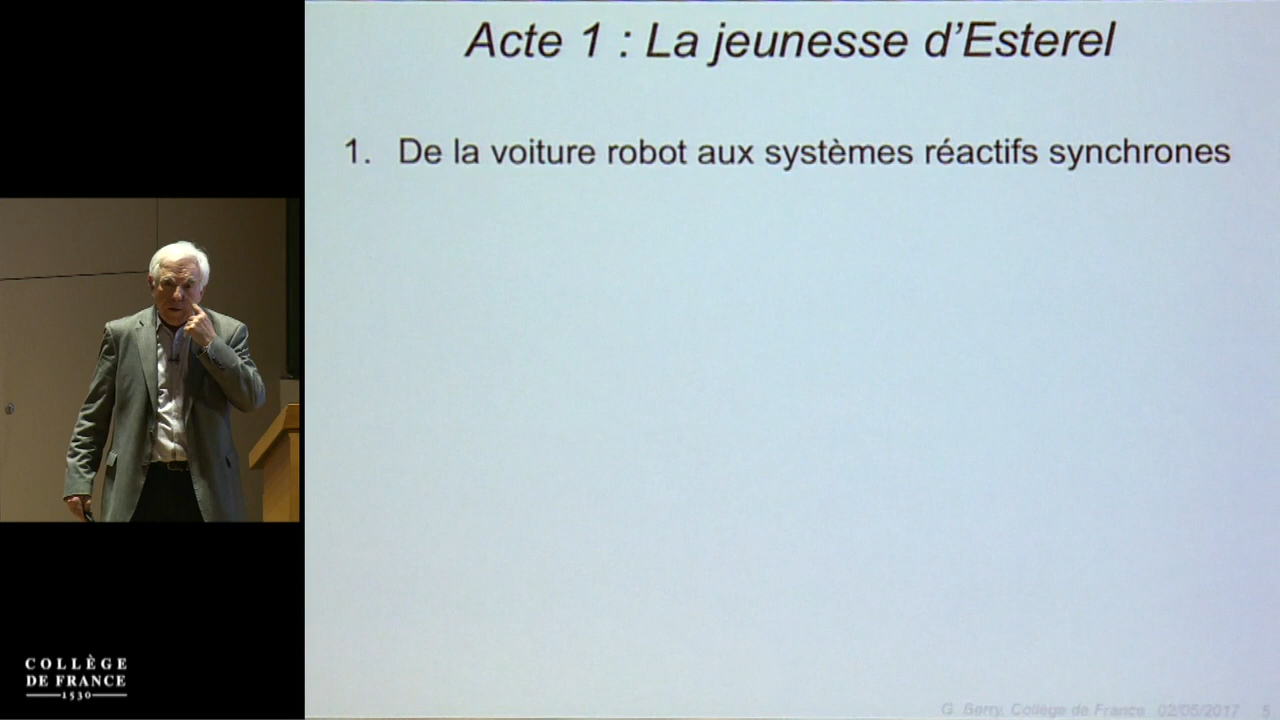 Acte 1 : La jeunesse d'Esterel
1. De la voiture robot aux systèmes réactifs synchrones
COLLÈGE
DE FRANCE
1530
G. Berry, Collège de France 02/05/2017 5